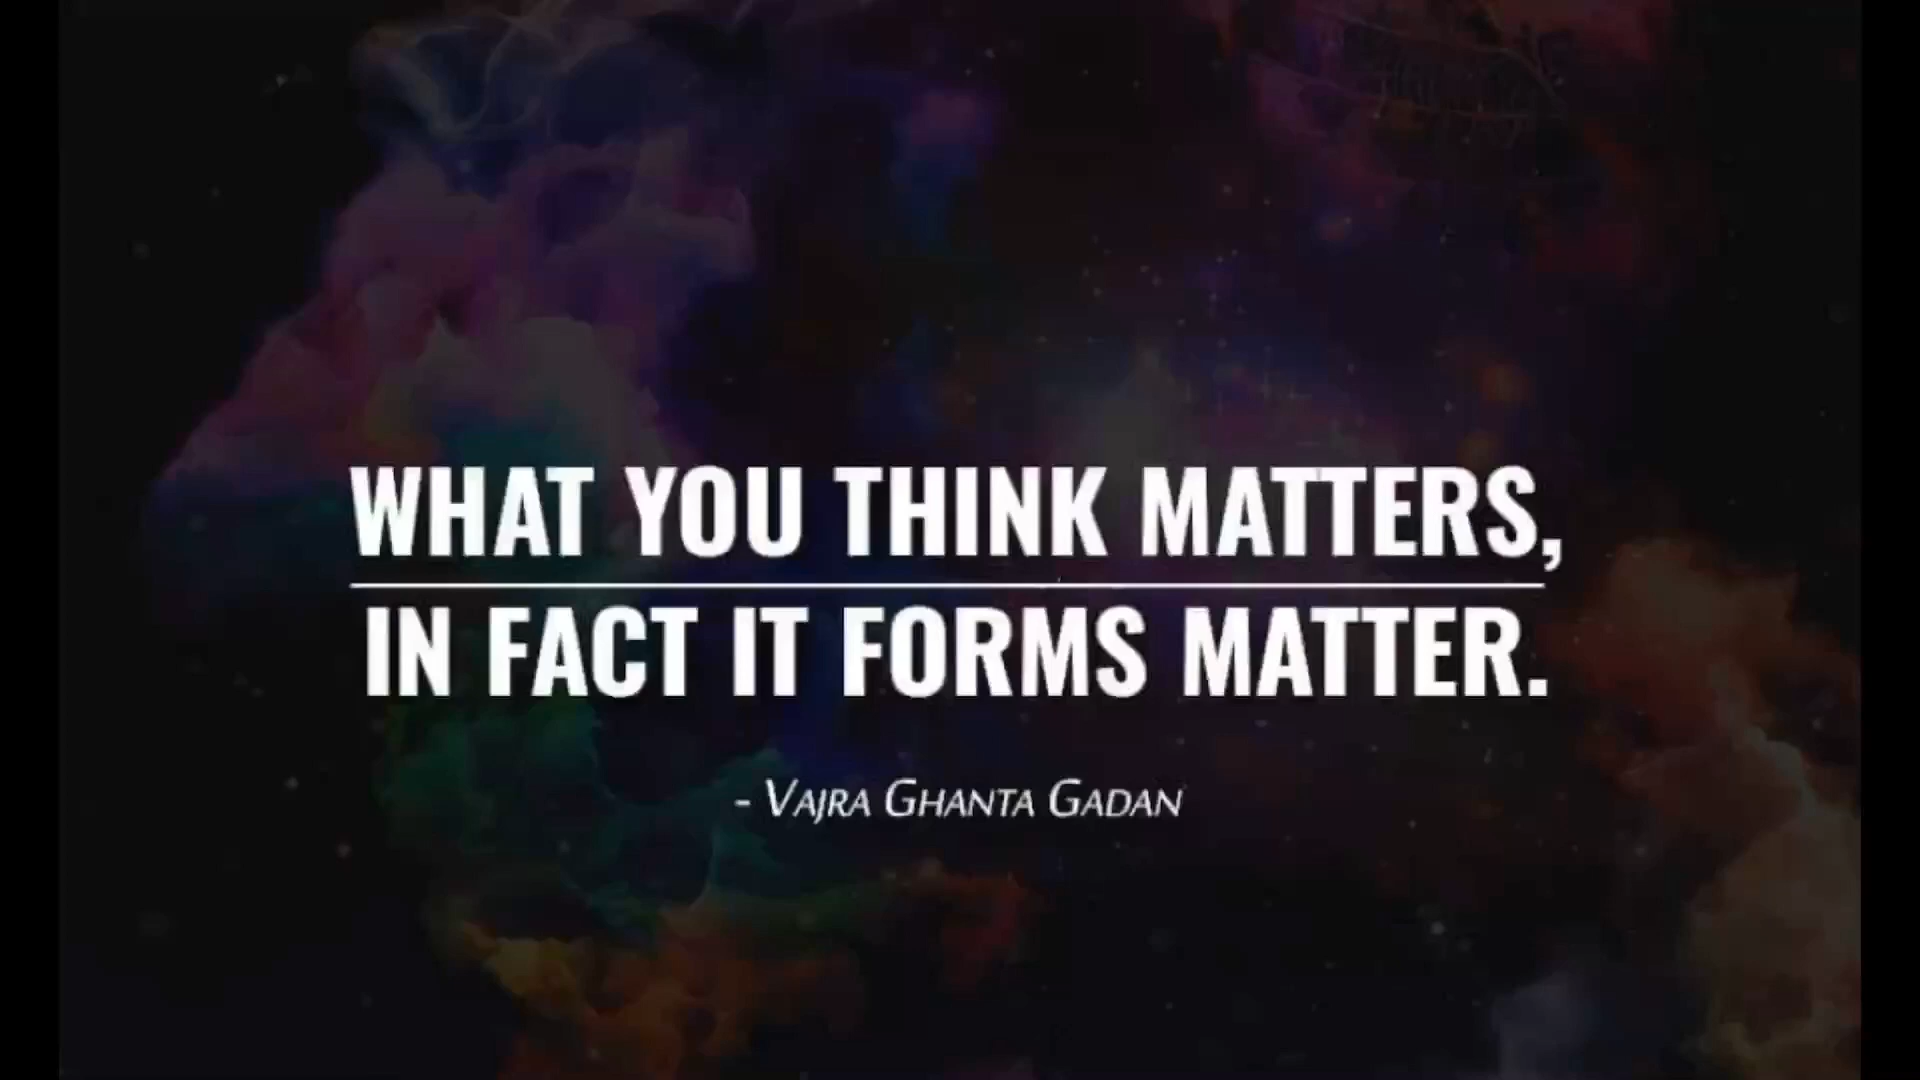 WHAT YOU THINK MATTERS,
IN FACT IT FORMS MATTER.
- VAJRA GHANTA GADAN